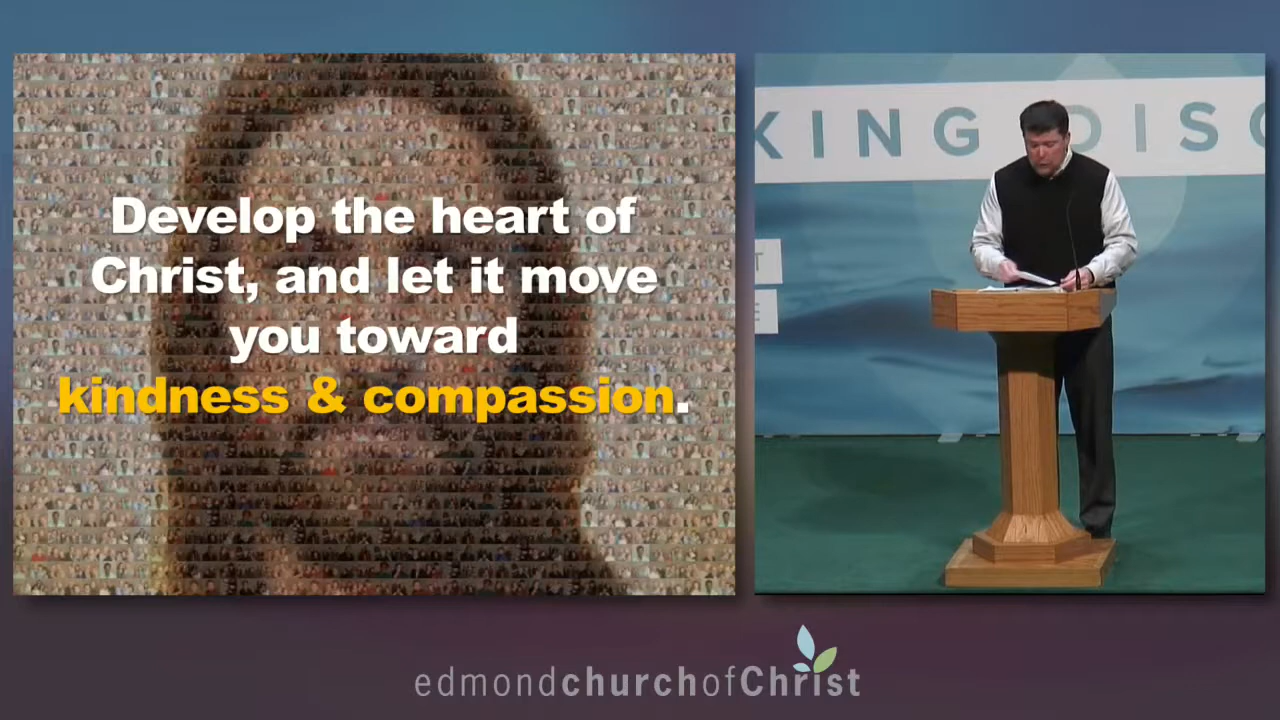 Develop the heart of
Christ, and let it move
you toward
kindness & compassion.
KING DISC
T
E
edmondchurchofChrist